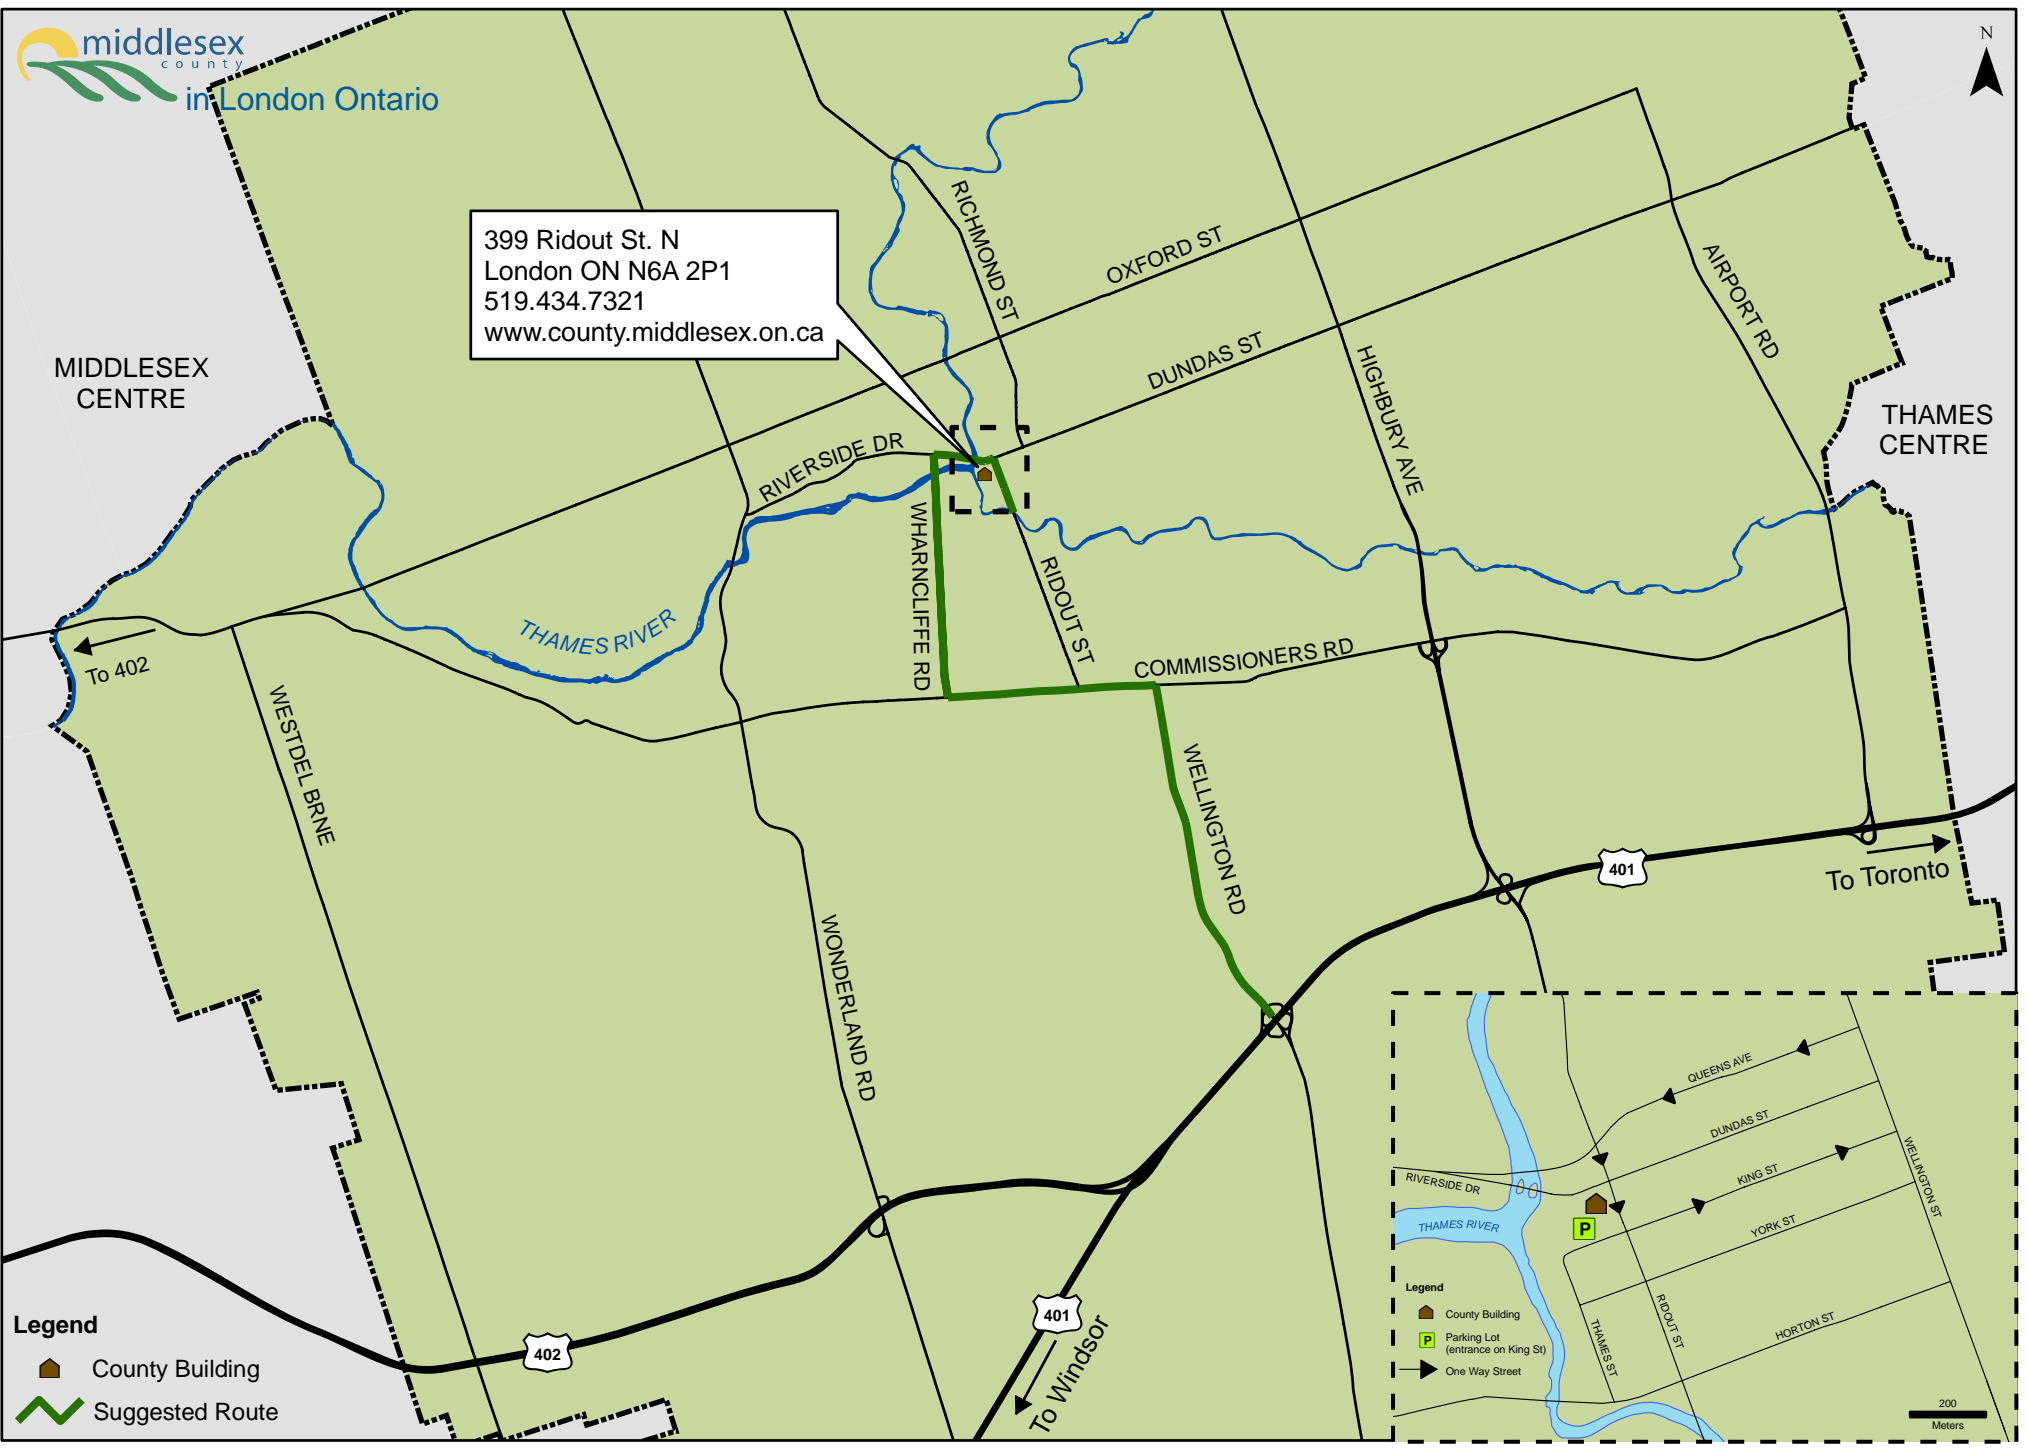 middlesex
county
in London Ontario
N
399 Ridout St. N
London ON N6A 2P1
519.434.7321
www.county.middlesex.on.ca
MIDDLESEX
CENTRE
THAMES
CENTRE
RICHMOND ST
OXFORD ST
DUNDAS ST
HIGHBURY AVE
AIRPORT RD
RIVERSIDE DR
WHARNCLIFFE RD
RIDOUT ST
THAMES RIVER
COMMISSIONERS RD
To 402
WESTDEL BRNE
WONDERLAND RD
WELLINGTON RD
401
To Toronto
401
To Windsor
402
Legend
County Building
Suggested Route
QUEENS AVE
DUNDAS ST
KING ST
YORK ST
HORTON ST
WELLINGTON ST
RIDOUT ST
THAMES ST
RIVERSIDE DR
THAMES RIVER
P
Legend
County Building
P
Parking Lot
(entrance on King St)
One Way Street
200
Meters